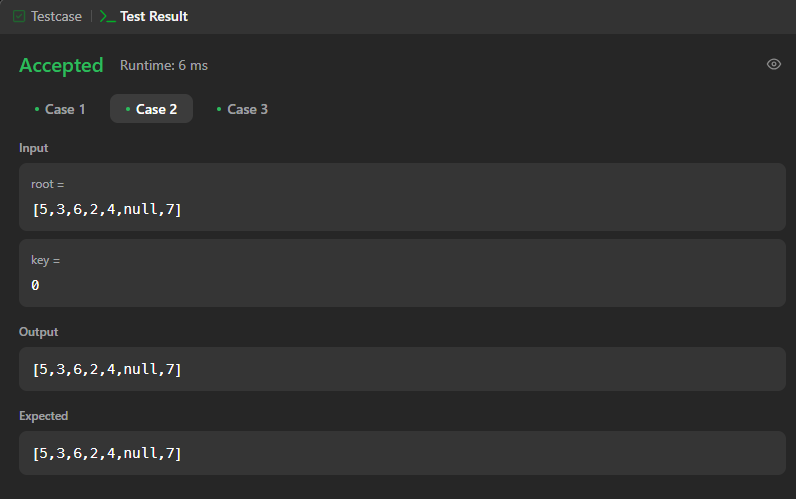 Testcase | Test Result
Accepted Runtime: 6 ms
Case 1 Case 2 Case 3
Input
root =
[5,3,6,2,4,null,7]
key =
0
Output
[5,3,6,2,4,null,7]
Expected
[5,3,6,2,4,null,7]